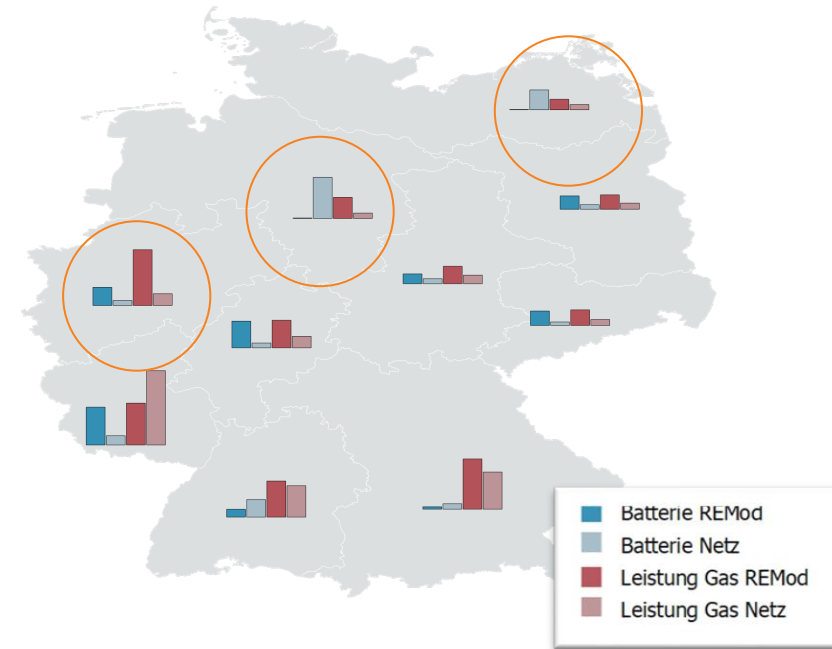 Batterie REMod
Batterie Netz
Leistung Gas REMod
Leistung Gas Netz